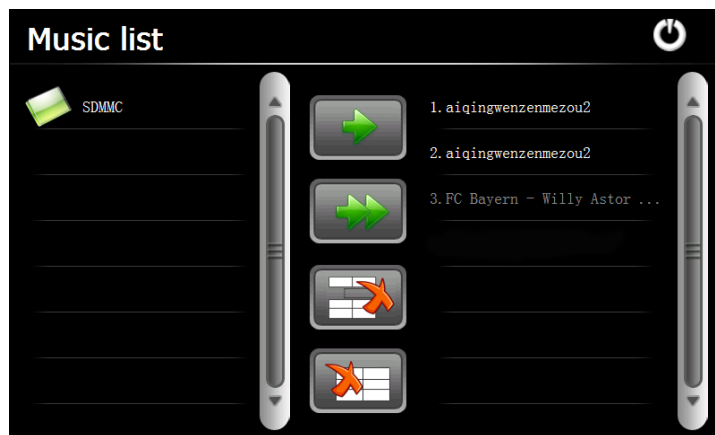 Music list
SDMMC
1.aiqingwenzenmezou2
2.aiqingwenzenmezou2
3.FC Bayern - Willy Astor ...